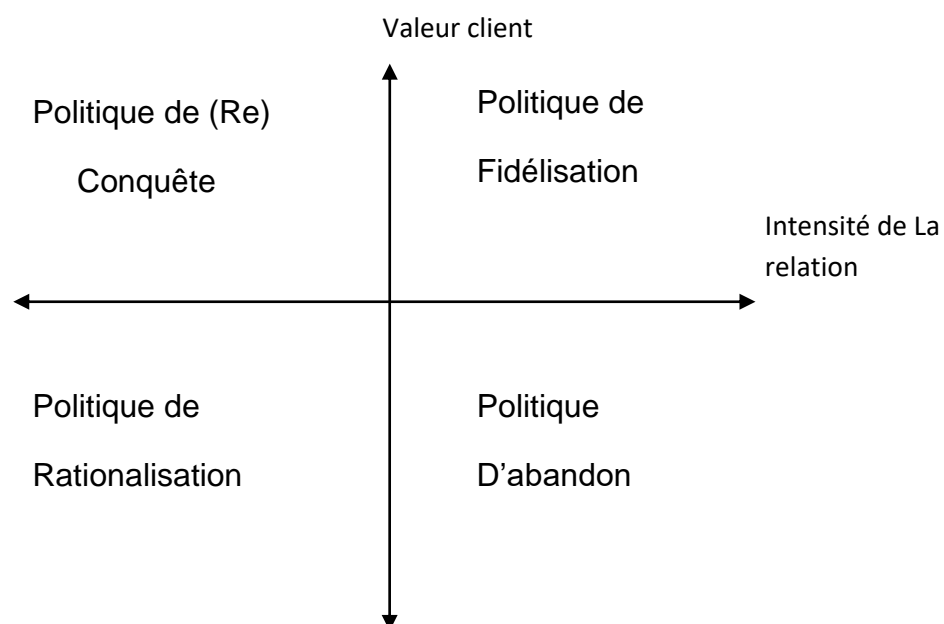 Valeur client
Politique de (Re)
Conquête
Politique de
Fidélisation
Intensité de La
relation
Politique de
Rationalisation
Politique
D’abandon